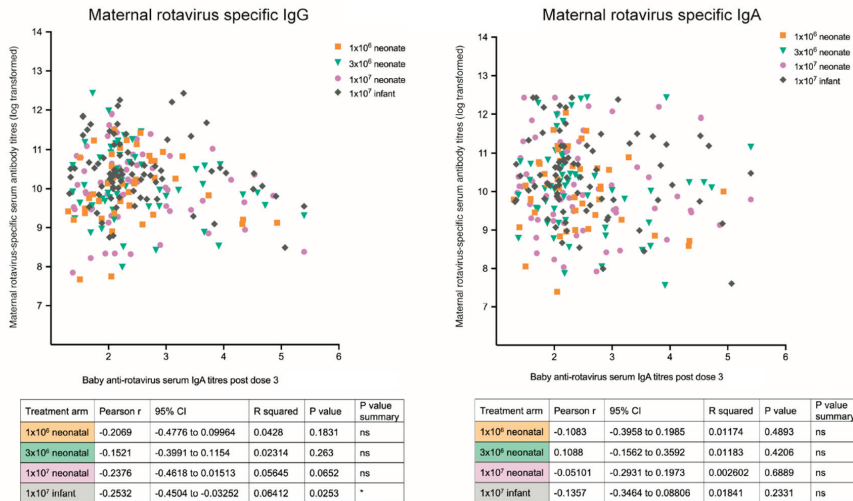 Maternal rotavirus specific IgG
Maternal rotavirus-specific serum antibody titres (log transformed)
14
13
12
11
10
9
8
7
2
3
4
5
6
1x10⁶ neonate
3x10⁶ neonate
1x10⁷ neonate
1x10⁷ infant
Baby anti-rotavirus serum IgA titres post dose 3
Treatment arm Pearson r 95% CI R squared P value P value summary
1x10⁶ neonatal -0.2069 -0.4776 to 0.09964 0.0428 0.1831 ns
3x10⁶ neonatal -0.1521 -0.3991 to 0.1154 0.02314 0.263 ns
1x10⁷ neonatal -0.2376 -0.4618 to 0.01513 0.05645 0.0652 ns
1x10⁷ infant -0.2532 -0.4504 to -0.03252 0.06412 0.0253 *
Maternal rotavirus specific IgA
Maternal rotavirus-specific serum antibody titres (log transformed)
14
13
12
11
10
9
8
7
2
3
4
5
6
1x10⁶ neonate
3x10⁶ neonate
1x10⁷ neonate
1x10⁷ infant
Baby anti-rotavirus serum IgA titres post dose 3
Treatment arm Pearson r 95% CI R squared P value P value summary
1x10⁶ neonatal -0.1083 -0.3958 to 0.1985 0.01174 0.4893 ns
3x10⁶ neonatal 0.1088 -0.1562 to 0.3592 0.01183 0.4206 ns
1x10⁷ neonatal -0.05101 -0.2931 to 0.1973 0.002602 0.6889 ns
1x10⁷ infant -0.1357 -0.3464 to 0.08806 0.01841 0.2331 ns